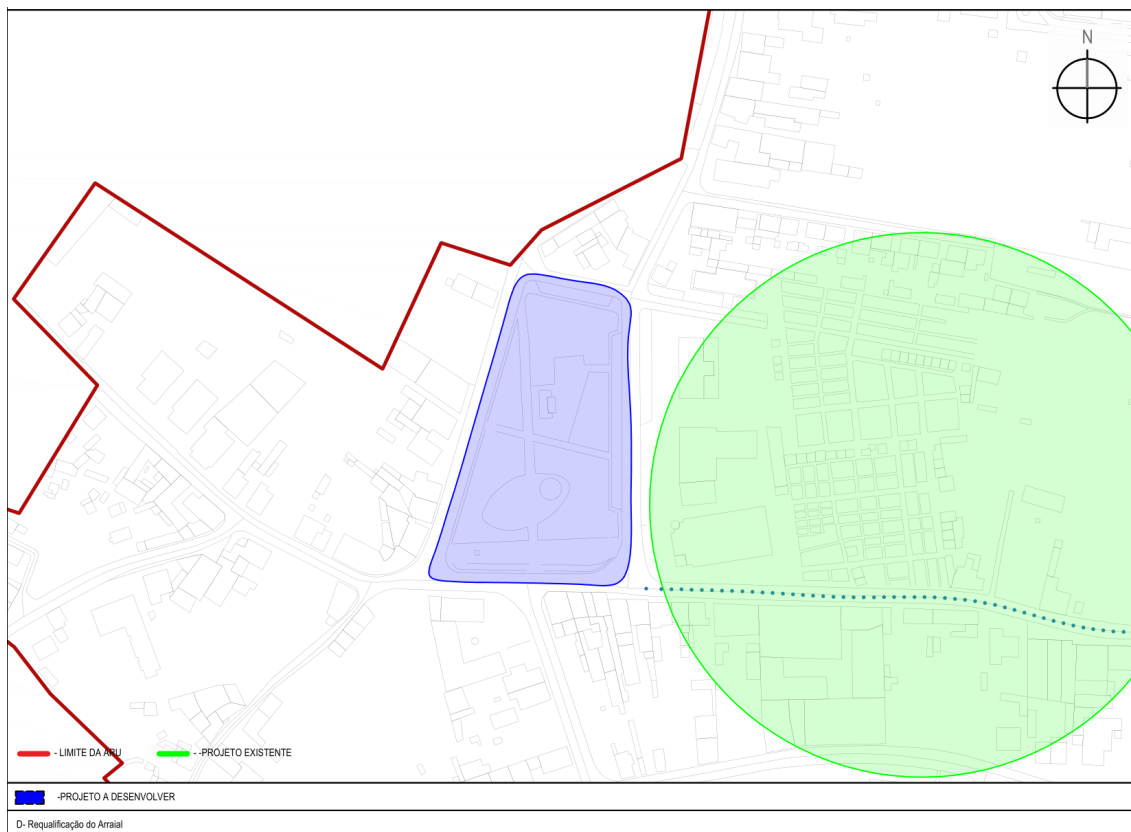 N
- LIMITE DA ARU
- -PROJETO EXISTENTE
-PROJETO A DESENVOLVER
D- Requalificação do Arraial